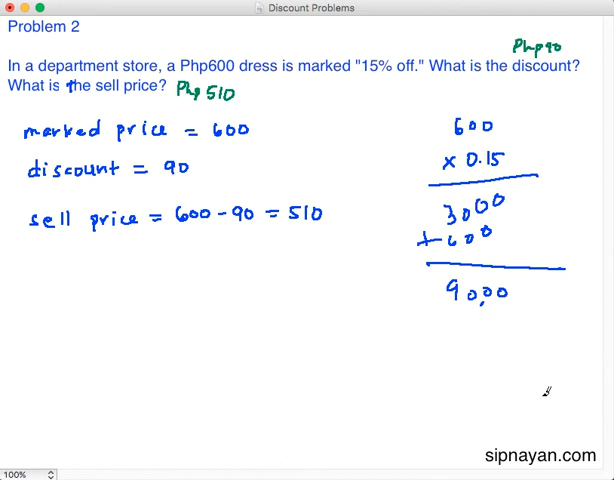 Discount Problems
Problem 2
Php90
In a department store, a Php600 dress is marked "15% off." What is the discount?
What is the sell price? Php 510
marked price = 600
discount = 90
sell price = 600 - 90 = 510
600
x 0.15
3000
+ 600
90.00
sipnayan.com
100%